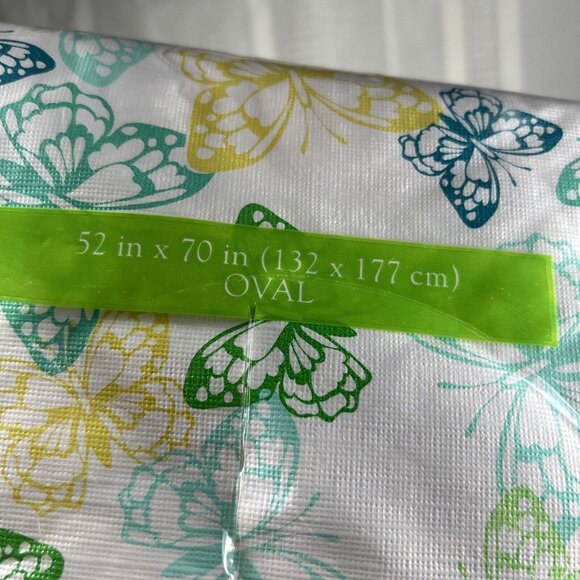 52 in x 70 in (132 x 177 cm)
OVAL